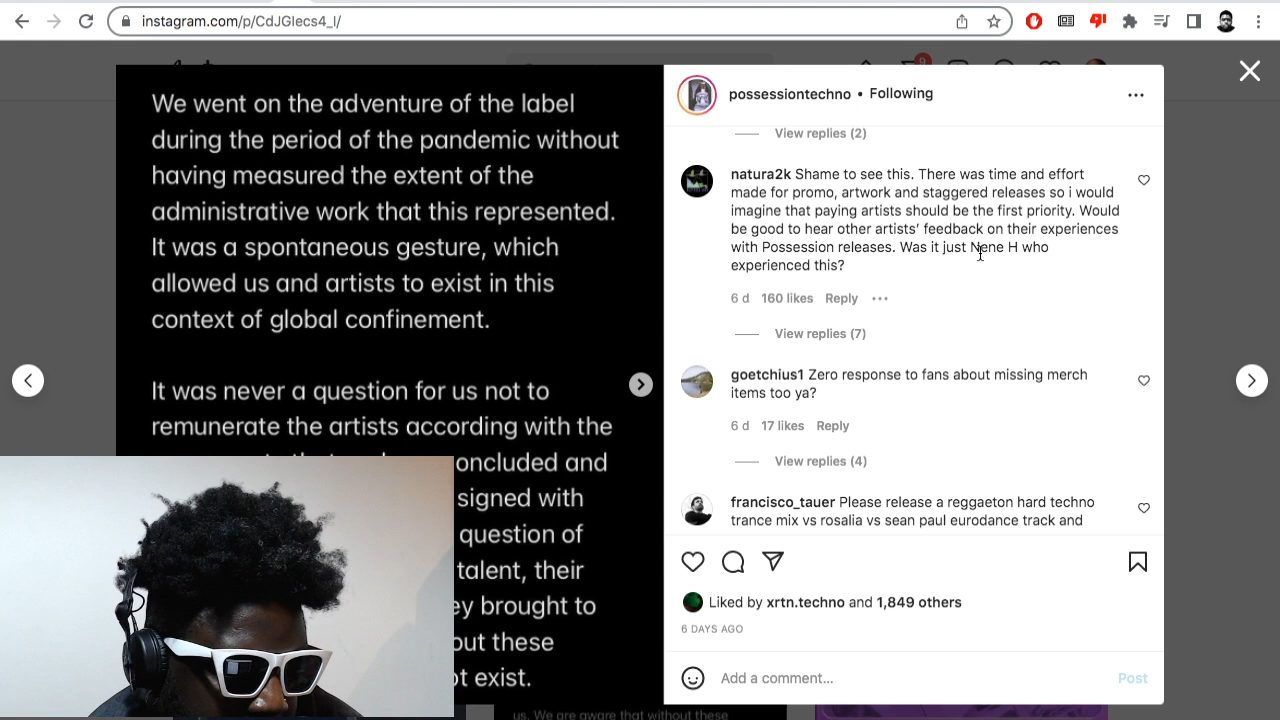 instagram.com/p/CdJGlecs4_l/
We went on the adventure of the label
during the period of the pandemic without
having measured the extent of the
administrative work that this represented.
It was a spontaneous gesture, which
allowed us and artists to exist in this
context of global confinement.
It was never a question for us not to
remunerate the artists according with the
oncluded and
signed with
question of
talent, their
ey brought to
out these
ot exist.
us. We are aware that without these
possessiontechno • Following
View replies (2)
natura2k Shame to see this. There was time and effort
made for promo, artwork and staggered releases so i would
imagine that paying artists should be the first priority. Would
be good to hear other artists' feedback on their experiences
with Possession releases. Was it just Nene H who
experienced this?
6 d 160 likes Reply
View replies (7)
goetchius1 Zero response to fans about missing merch
items too ya?
6 d 17 likes Reply
View replies (4)
francisco_tauer Please release a reggaeton hard techno
trance mix vs rosalia vs sean paul eurodance track and
Liked by xrtn.techno and 1,849 others
6 DAYS AGO
Add a comment...
Post